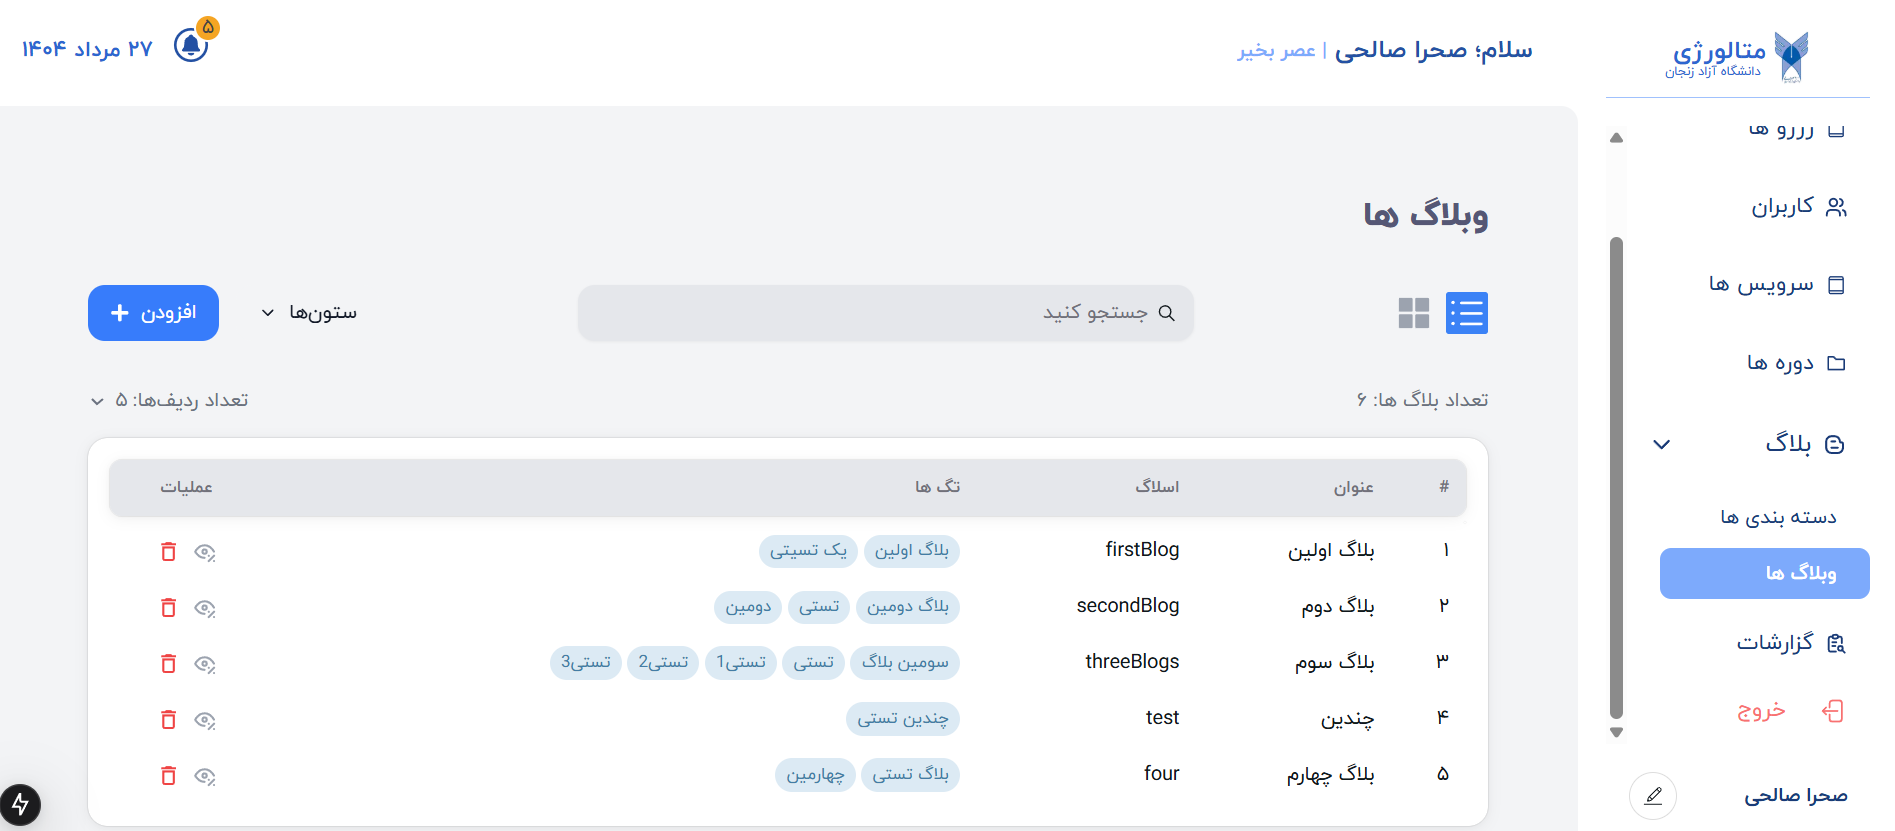 متالورژی
دانشگاه آزاد زنجان
سلام؛ صحرا صالحی | عصر بخیر
۵
۲۷ مرداد ۱۴۰۴
رزرو ها
کاربران
سرویس ها
دوره ها
بلاگ
دسته بندی ها
وبلاگ ها
گزارشات
خروج
صحرا صالحی
وبلاگ ها
جستجو کنید
ستون‌ها
افزودن +
تعداد بلاگ ها: ۶
تعداد ردیف‌ها: ۵
# عنوان اسلاگ تگ ها عملیات
۱ بلاگ اولین firstBlog بلاگ اولین یک تسیتی
۲ بلاگ دوم secondBlog بلاگ دومین تستی دومین
۳ بلاگ سوم threeBlogs سومین بلاگ تستی تستی1 تستی2 تستی3
۴ چندین test چندین تستی
۵ بلاگ چهارم four بلاگ تستی چهارمین